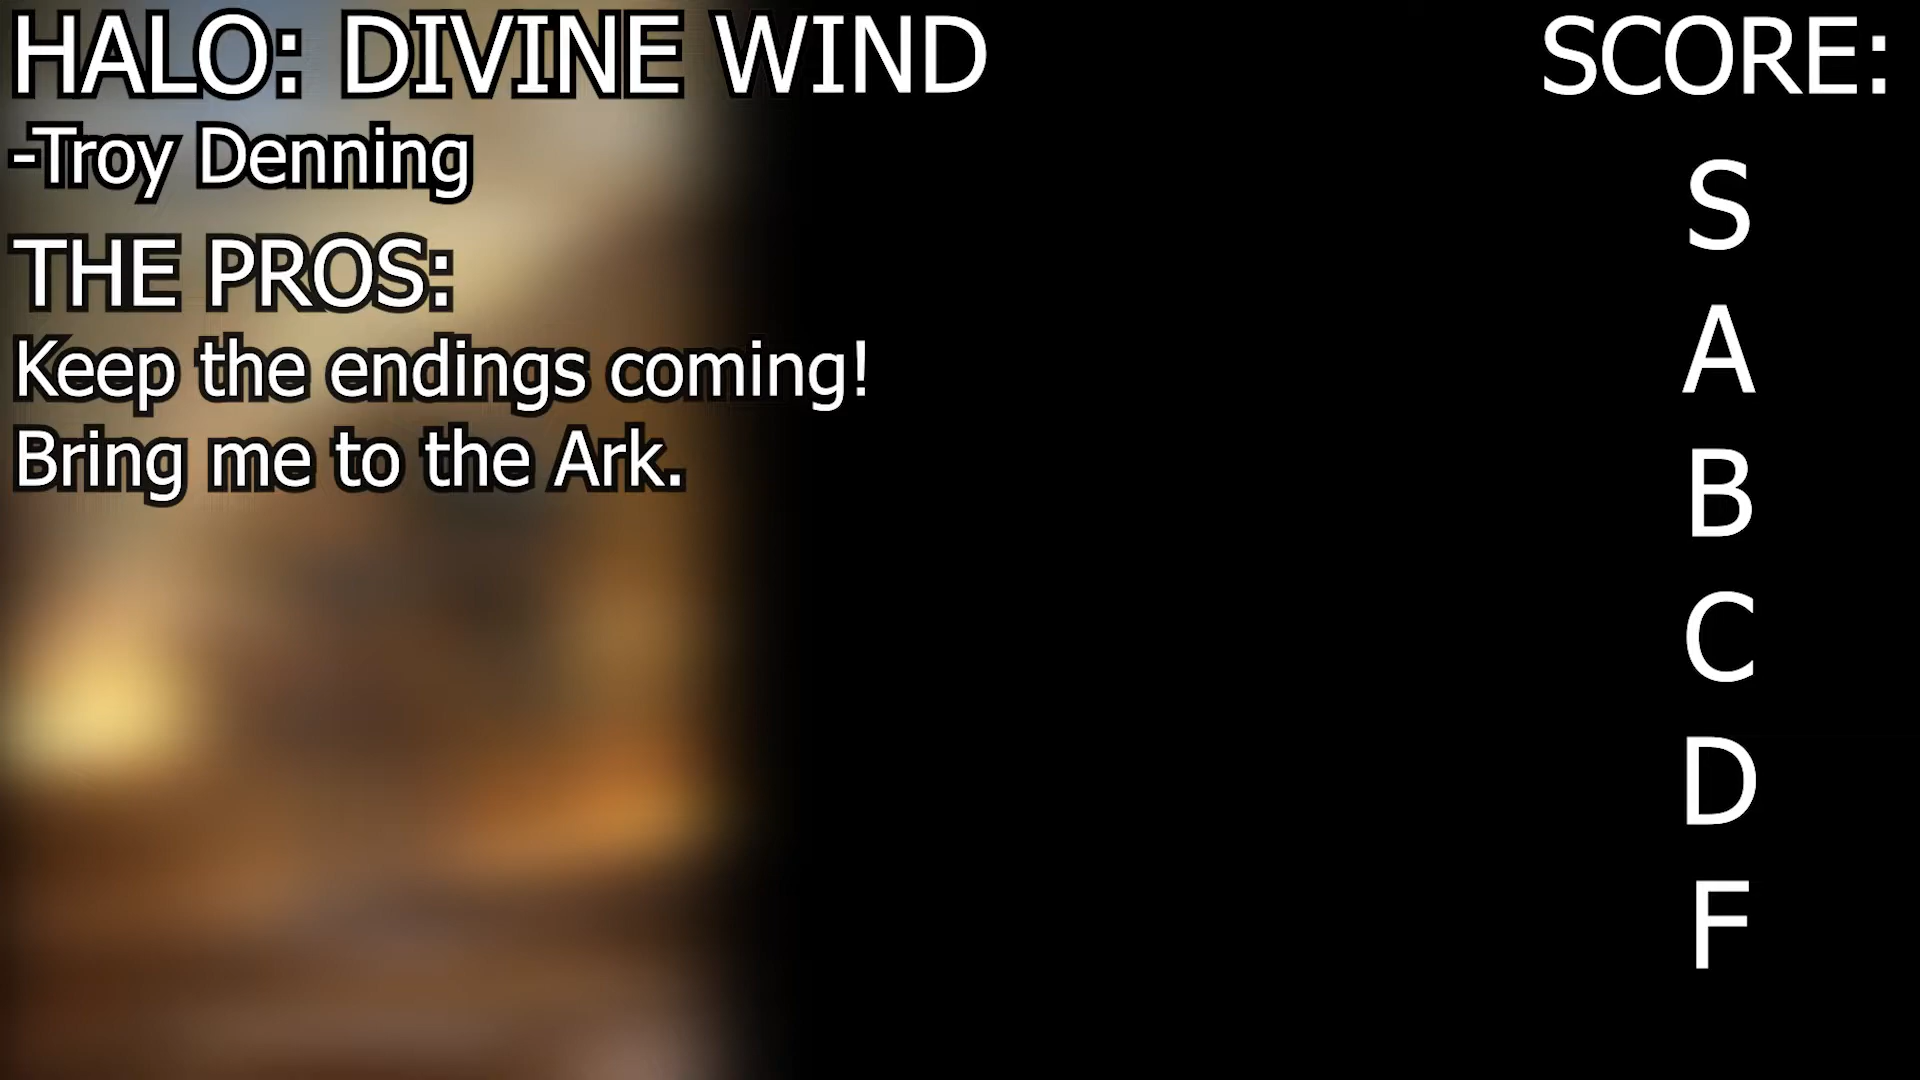 HALO: DIVINE WIND
-Troy Denning
THE PROS:
Keep the endings coming!
Bring me to the Ark.
SCORE:
S
A
B
C
D
F